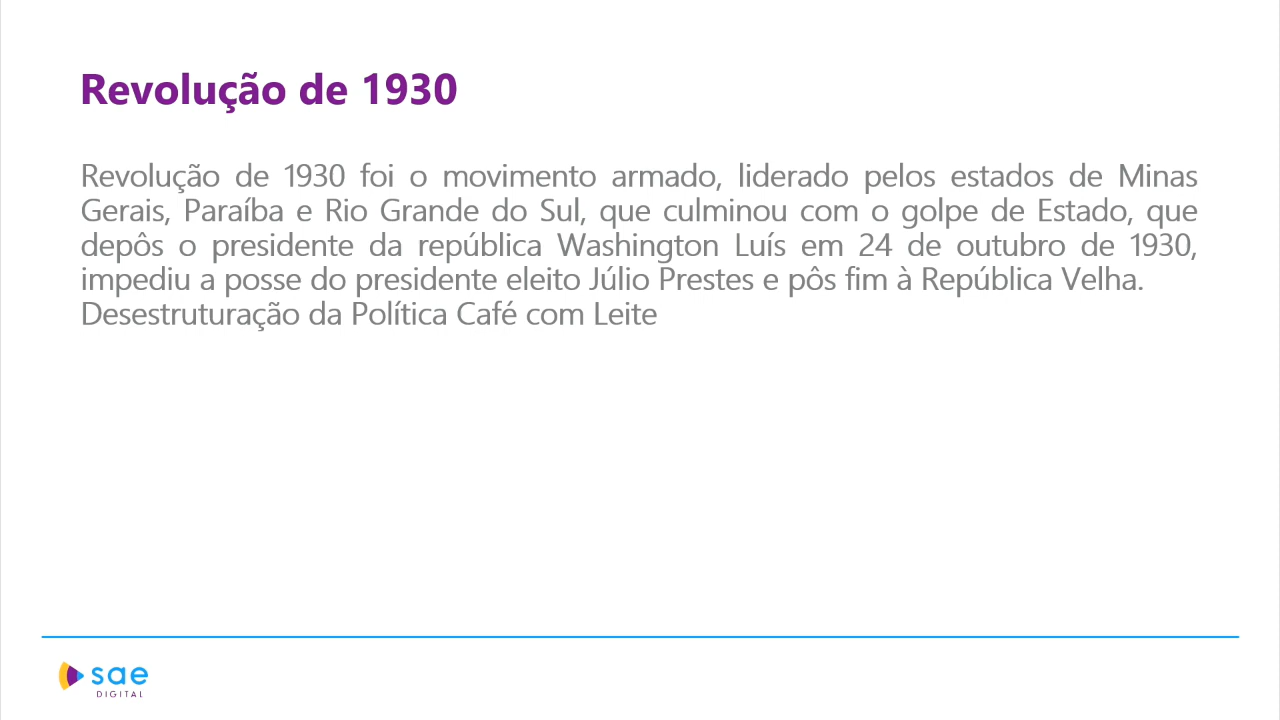 Revolução de 1930
Revolução de 1930 foi o movimento armado, liderado pelos estados de Minas
Gerais, Paraíba e Rio Grande do Sul, que culminou com o golpe de Estado, que
depôs o presidente da república Washington Luís em 24 de outubro de 1930,
impediu a posse do presidente eleito Júlio Prestes e pôs fim à República Velha.
Desestruturação da Política Café com Leite
sae
DIGITAL